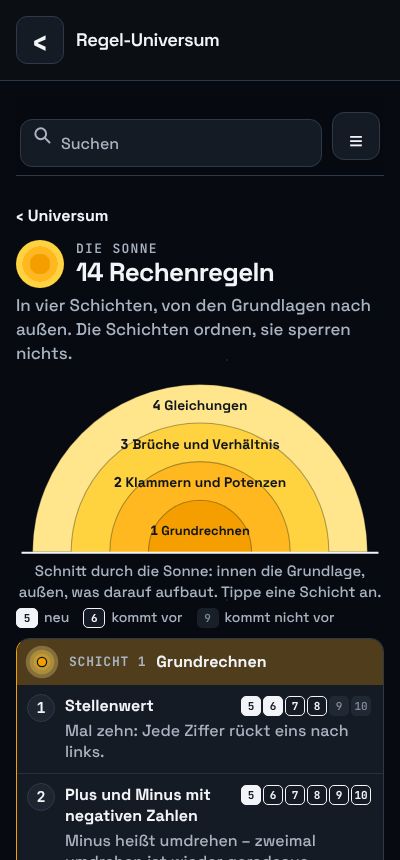 <
Regel-Universum
Suchen
≡
< Universum
DIE SONNE
14 Rechenregeln
In vier Schichten, von den Grundlagen nach
außen. Die Schichten ordnen, sie sperren
nichts.
4 Gleichungen
3 Brüche und Verhältnis
2 Klammern und Potenzen
1 Grundrechnen
Schnitt durch die Sonne: innen die Grundlage,
außen, was darauf aufbaut. Tippe eine Schicht an.
5 neu 6 kommt vor 9 kommt nicht vor
SCHICHT 1 Grundrechnen
1 Stellenwert 5 6 7 8 9 10
Mal zehn: Jede Ziffer rückt eins nach
links.
2 Plus und Minus mit 5 6 7 8 9 10
negativen Zahlen
Minus heißt umdrehen – zweimal
umdrehen ist wieder geradeaus